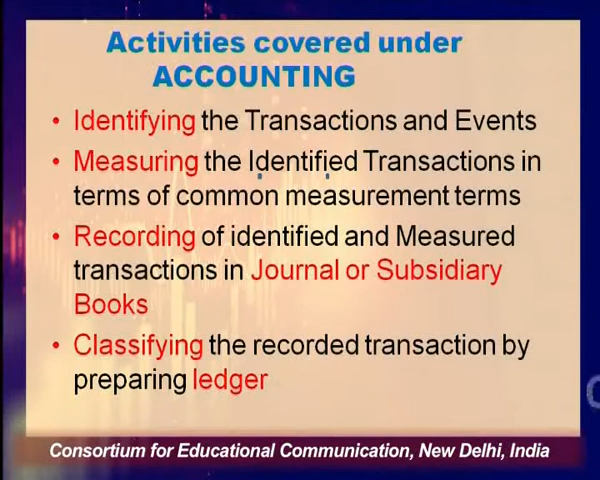 Activities covered under
ACCOUNTING
• Identifying the Transactions and Events
• Measuring the Identified Transactions in
terms of common measurement terms
• Recording of identified and Measured
transactions in Journal or Subsidiary
Books
• Classifying the recorded transaction by
preparing ledger
Consortium for Educational Communication, New Delhi, India